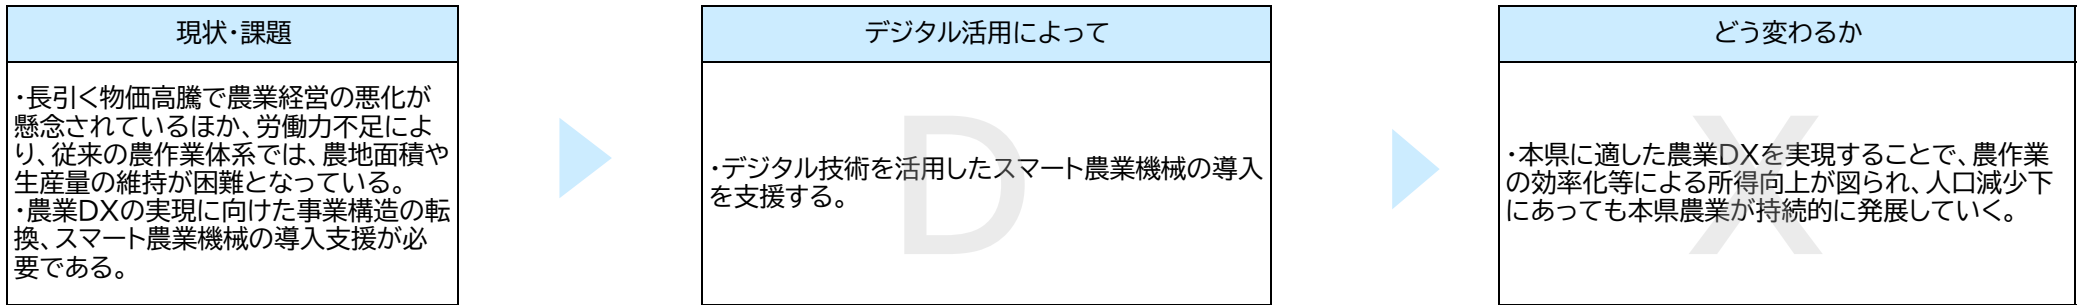 現状・課題
・長引く物価高騰で農業経営の悪化が
懸念されているほか、労働力不足によ
り、従来の農作業体系では、農地面積や
生産量の維持が困難となっている。
・農業DXの実現に向けた事業構造の転
換、スマート農業機械の導入支援が必
要である。
デジタル活用によって
D
・デジタル技術を活用したスマート農業機械の導入
を支援する。
どう変わるか
X
・本県に適した農業DXを実現することで、農作業
の効率化等による所得向上が図られ、人口減少下
にあっても本県農業が持続的に発展していく。